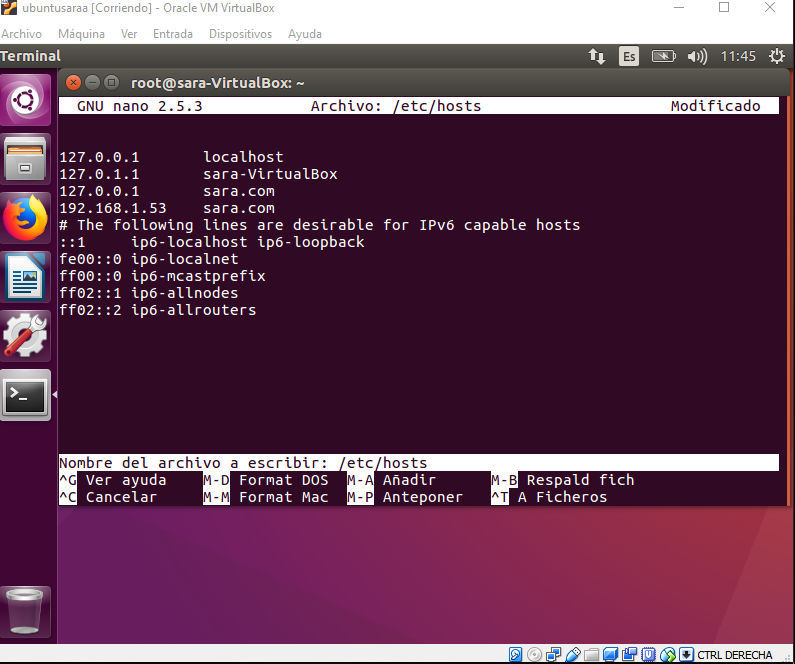 ubuntusaraa [Corriendo] - Oracle VM VirtualBox
Archivo Máquina Ver Entrada Dispositivos Ayuda
Terminal Es 11:45
root@sara-VirtualBox: ~
GNU nano 2.5.3 Archivo: /etc/hosts Modificado
127.0.0.1 localhost
127.0.1.1 sara-VirtualBox
127.0.0.1 sara.com
192.168.1.53 sara.com
# The following lines are desirable for IPv6 capable hosts
::1 ip6-localhost ip6-loopback
fe00::0 ip6-localnet
ff00::0 ip6-mcastprefix
ff02::1 ip6-allnodes
ff02::2 ip6-allrouters
Nombre del archivo a escribir: /etc/hosts
^G Ver ayuda M-D Format DOS M-A Añadir M-B Respald fich
^C Cancelar M-M Format Mac M-P Anteponer ^T A Ficheros
CTRL DERECHA